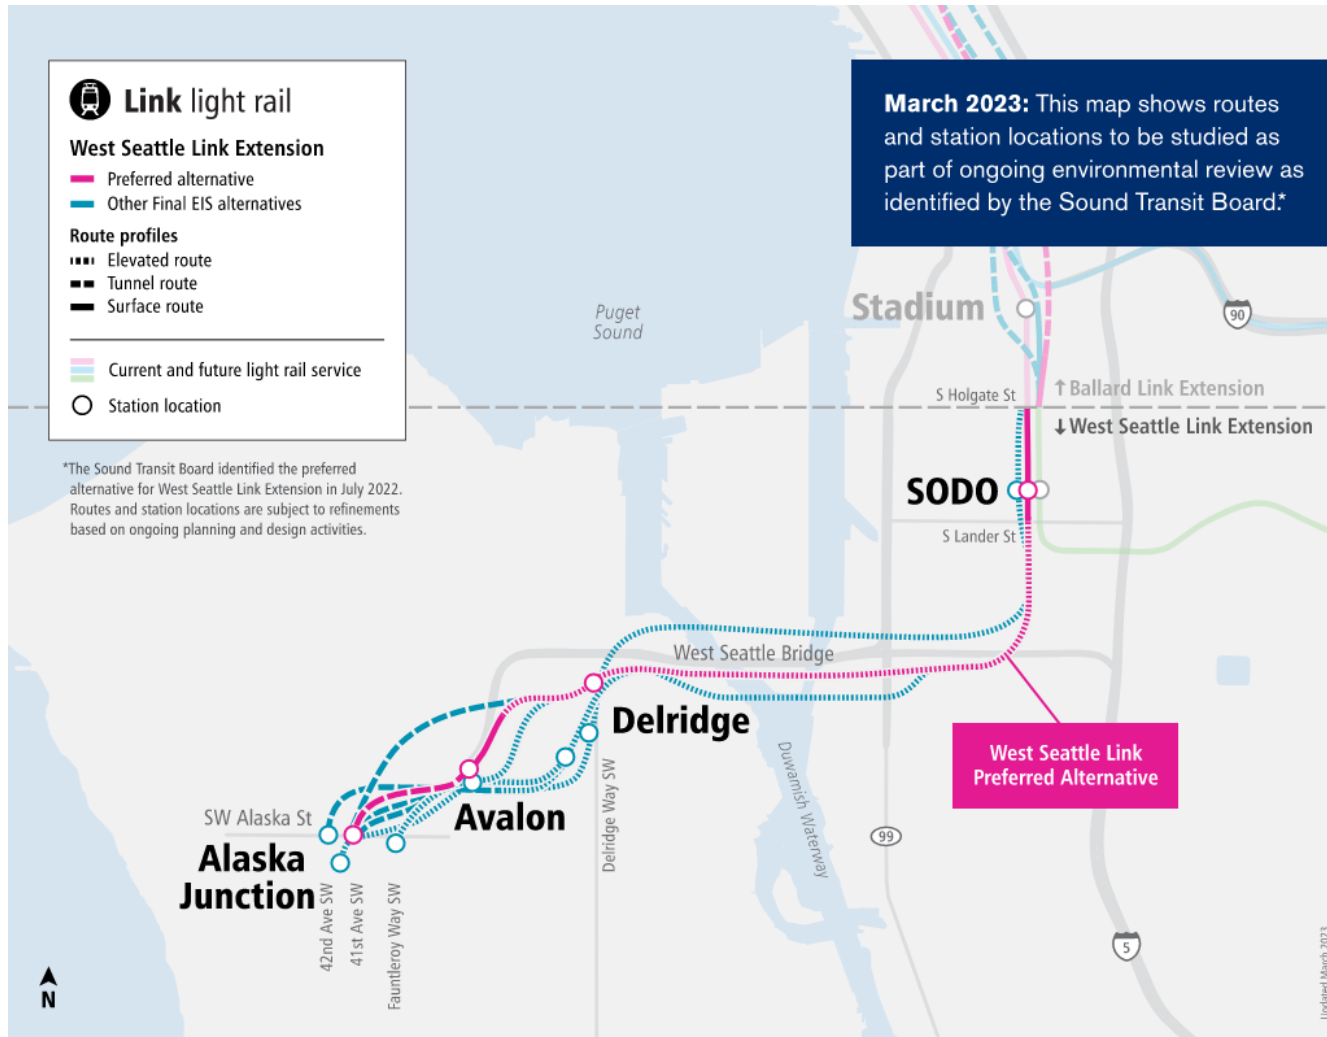 Link light rail
West Seattle Link Extension
Preferred alternative
Other Final EIS alternatives
Route profiles
Elevated route
Tunnel route
Surface route
Current and future light rail service
Station location
*The Sound Transit Board identified the preferred
alternative for West Seattle Link Extension in July 2022.
Routes and station locations are subject to refinements
based on ongoing planning and design activities.
March 2023: This map shows routes
and station locations to be studied as
part of ongoing environmental review as
identified by the Sound Transit Board.*
Puget
Sound
Stadium
90
S Holgate St
↑ Ballard Link Extension
↓ West Seattle Link Extension
SODO
S Lander St
West Seattle Bridge
Delridge
West Seattle Link
Preferred Alternative
Duwamish Waterway
Delridge Way SW
Avalon
SW Alaska St
Alaska
Junction
42nd Ave SW
41st Ave SW
Fauntleroy Way SW
99
5
N
Updated March 2023